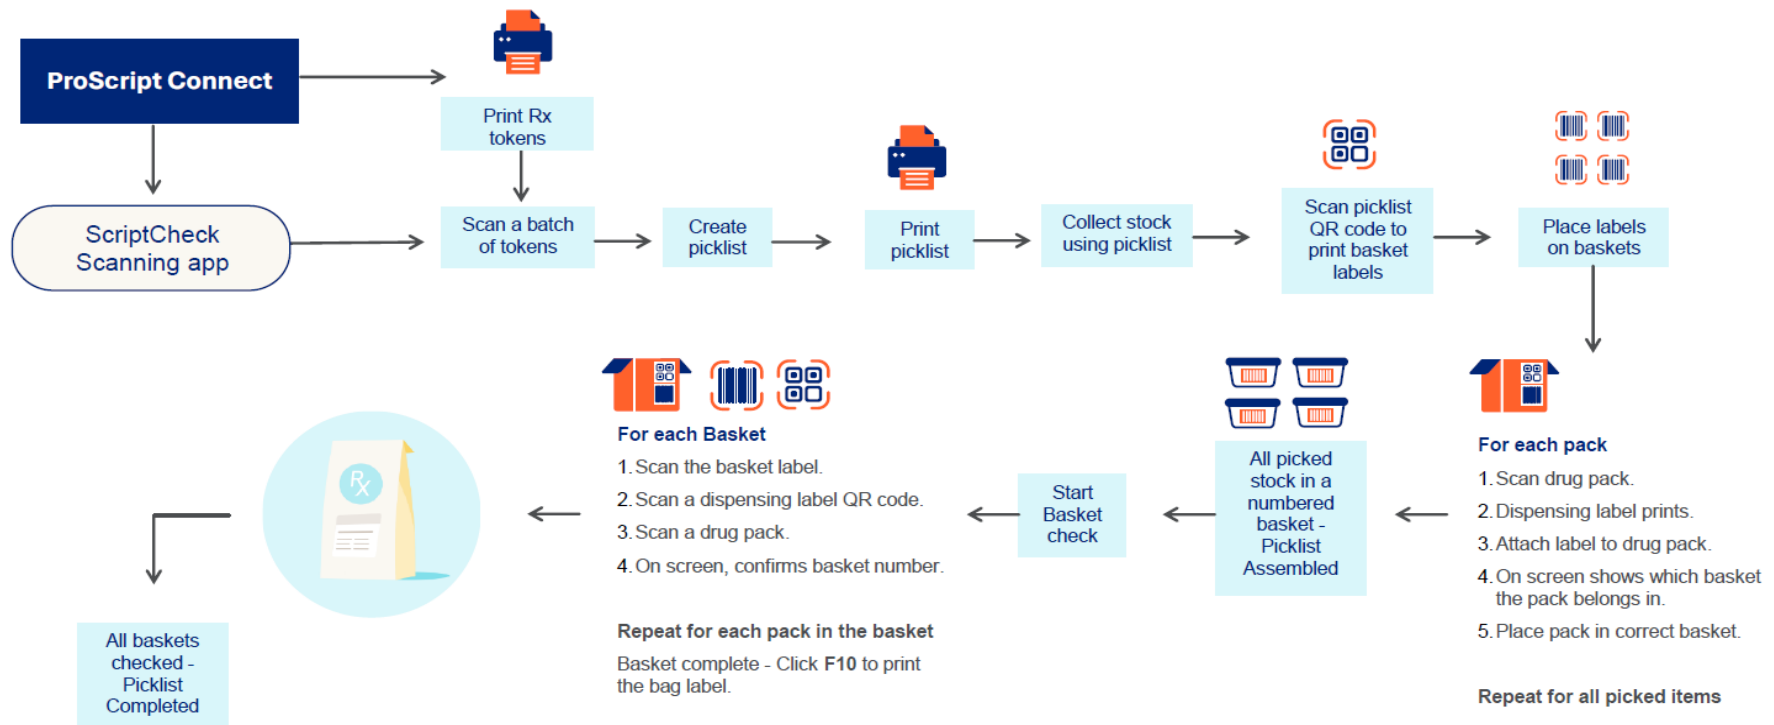 ProScript Connect
Print Rx
tokens
ScriptCheck
Scanning app
Scan a batch
of tokens
Create
picklist
Print
picklist
Collect stock
using picklist
Scan picklist
QR code to
print basket
labels
Place labels
on baskets
For each pack
1. Scan drug pack.
2. Dispensing label prints.
3. Attach label to drug pack.
4. On screen shows which basket
the pack belongs in.
5. Place pack in correct basket.
Repeat for all picked items
All picked
stock in a
numbered
basket -
Picklist
Assembled
Start
Basket
check
For each Basket
1. Scan the basket label.
2. Scan a dispensing label QR code.
3. Scan a drug pack.
4. On screen, confirms basket number.
Repeat for each pack in the basket
Basket complete - Click F10 to print
the bag label.
Rx
All baskets
checked -
Picklist
Completed